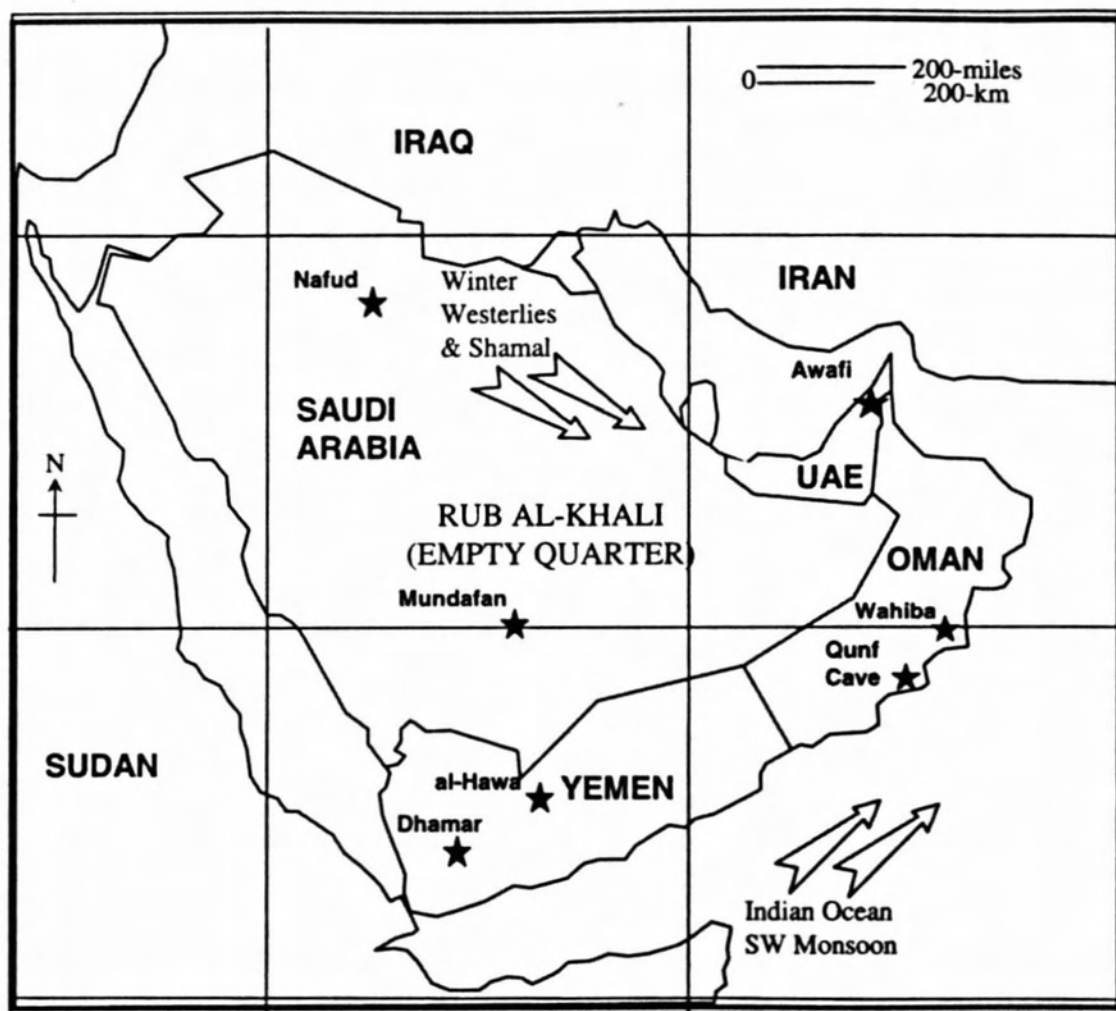 0 200-miles
200-km
IRAQ
Nafud
Winter
Westerlies
& Shamal
IRAN
Awafi
SAUDI
ARABIA
UAE
N
RUB AL-KHALI
(EMPTY QUARTER)
OMAN
Mundafan
Wahiba
Qunf
Cave
SUDAN
al-Hawa
YEMEN
Dhamar
Indian Ocean
SW Monsoon